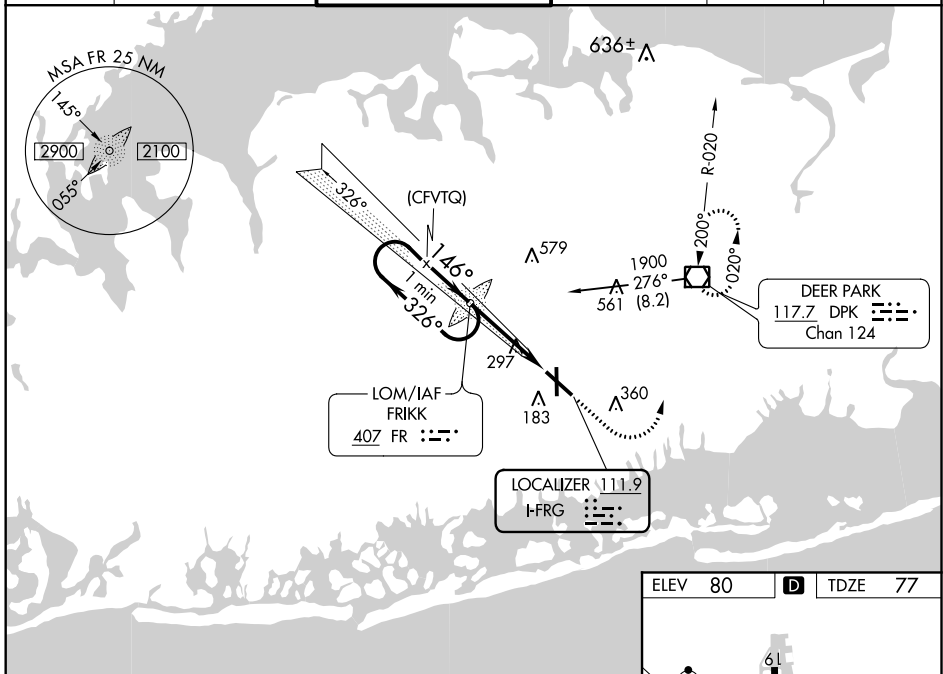 MSA FR 25 NM
145°
2900
2100
055°
636±
326°
(CFVTQ)
146°
1 min
326°
579
R-020
200°
020°
1900
276°
561 (8.2)
DEER PARK
117.7 DPK
Chan 124
297
LOM/IAF
FRIKK
407 FR
183
360
LOCALIZER 111.9
I-FRG
ELEV 80 D TDZE 77
19